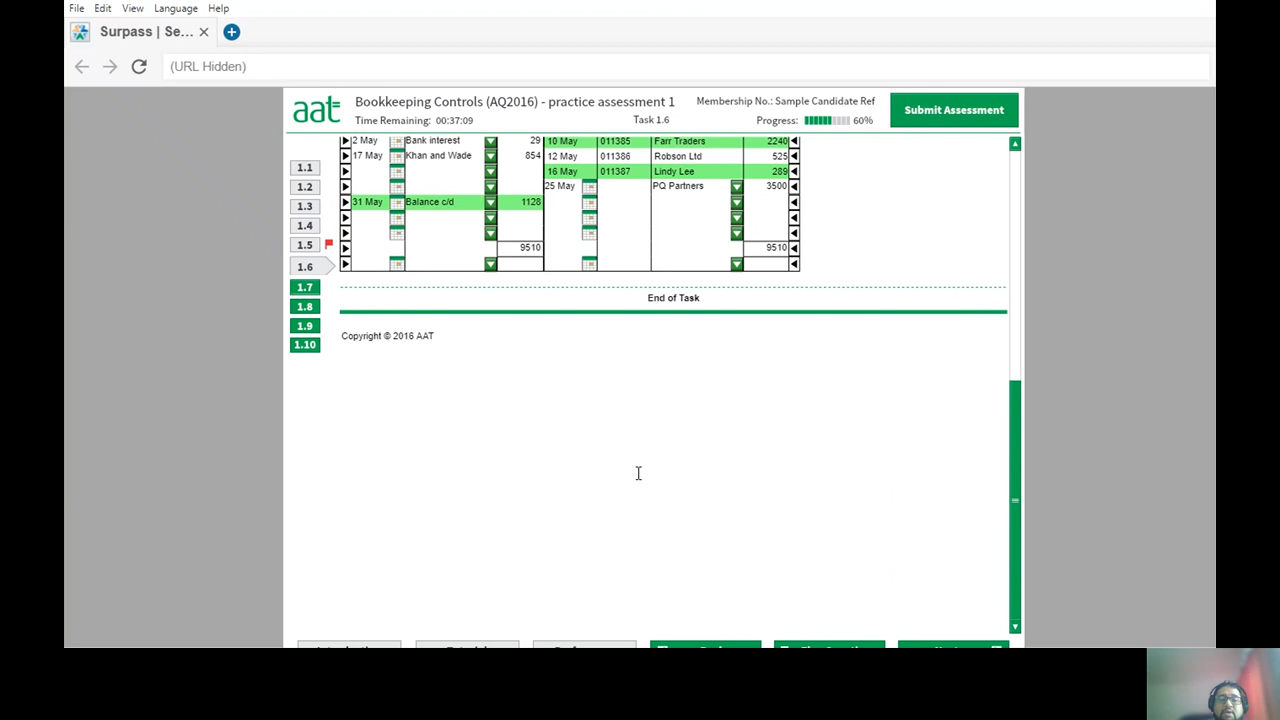 File Edit View Language Help
Surpass | Se...
(URL Hidden)
aat Bookkeeping Controls (AQ2016) - practice assessment 1 Membership No.: Sample Candidate Ref Submit Assessment
Time Remaining: 00:37:09 Task 1.6 Progress: 60%
2 May Bank interest 29 10 May 011385 Farr Traders 2240
17 May Khan and Wade 854 12 May 011386 Robson Ltd 525
16 May 011387 Lindy Lee 289
25 May PQ Partners 3500
31 May Balance c/d 1128
9510 9510
1.1
1.2
1.3
1.4
1.5
1.6
1.7
1.8
1.9
1.10
End of Task
Copyright © 2016 AAT